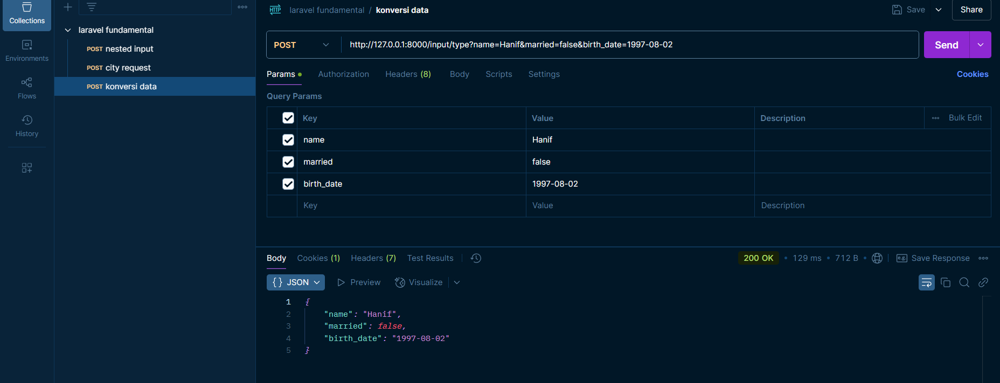 Collections
Environments
Flows
History
laravel fundamental
POST nested input
POST city request
POST konversi data
HTTP laravel fundamental / konversi data
Save
Share
POST http://127.0.0.1:8000/input/type?name=Hanif&married=false&birth_date=1997-08-02
Send
Params Authorization Headers (8) Body Scripts Settings
Cookies
Query Params
Key Value Description Bulk Edit
name Hanif
married false
birth_date 1997-08-02
Key Value Description
Body Cookies (1) Headers (7) Test Results
200 OK • 129 ms • 712 B • e.g. Save Response
{} JSON Preview Visualize
1 {
2 "name": "Hanif",
3 "married": false,
4 "birth_date": "1997-08-02"
5 }